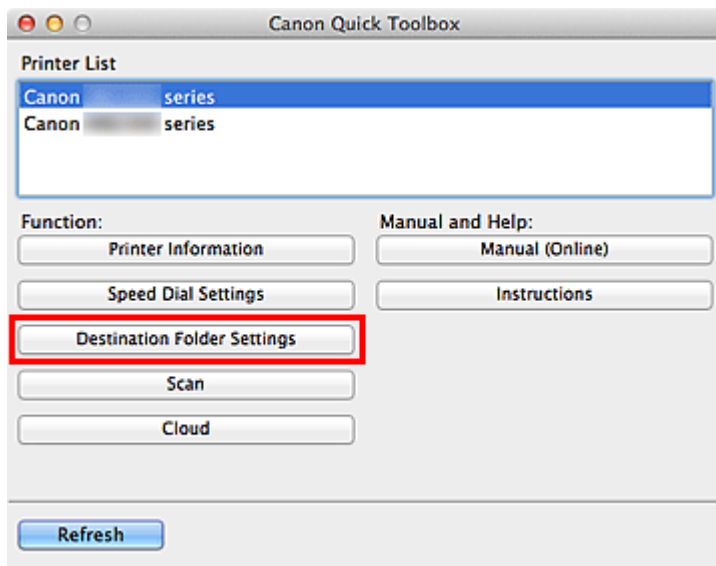 Canon Quick Toolbox
Printer List
Canon series
Canon series
Function:
Printer Information
Speed Dial Settings
Destination Folder Settings
Scan
Cloud
Manual and Help:
Manual (Online)
Instructions
Refresh